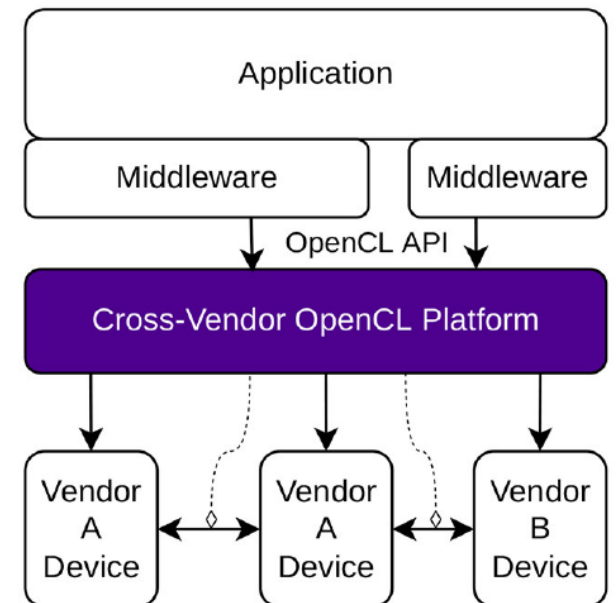 Application
Middleware
Middleware
OpenCL API
Cross-Vendor OpenCL Platform
Vendor
A
Device
Vendor
A
Device
Vendor
B
Device